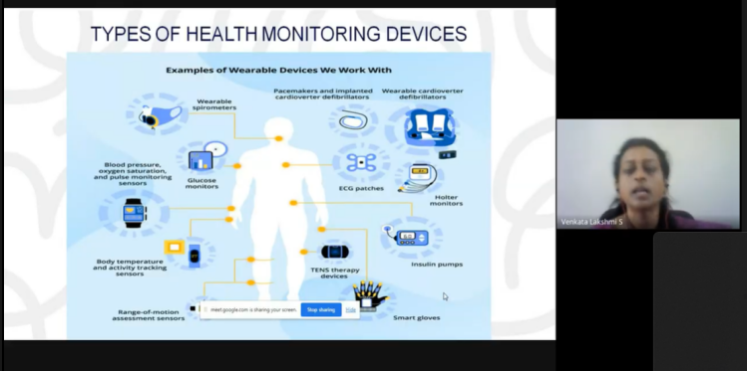 TYPES OF HEALTH MONITORING DEVICES
Examples of Wearable Devices We Work With
Wearable
spirometers
Pacemakers and implanted
cardioverter defibrillators
Wearable cardioverter
defibrillators
Blood pressure,
oxygen saturation,
and pulse monitoring
sensors
Glucose
monitors
ECG patches
Holter
monitors
Body temperature
and activity tracking
sensors
TENS therapy
devices
Insulin pumps
Range-of-motion
assessment sensors
Smart gloves
meet.google.com is sharing your screen.
Stop sharing
Hide
Venkata Lakshmi S